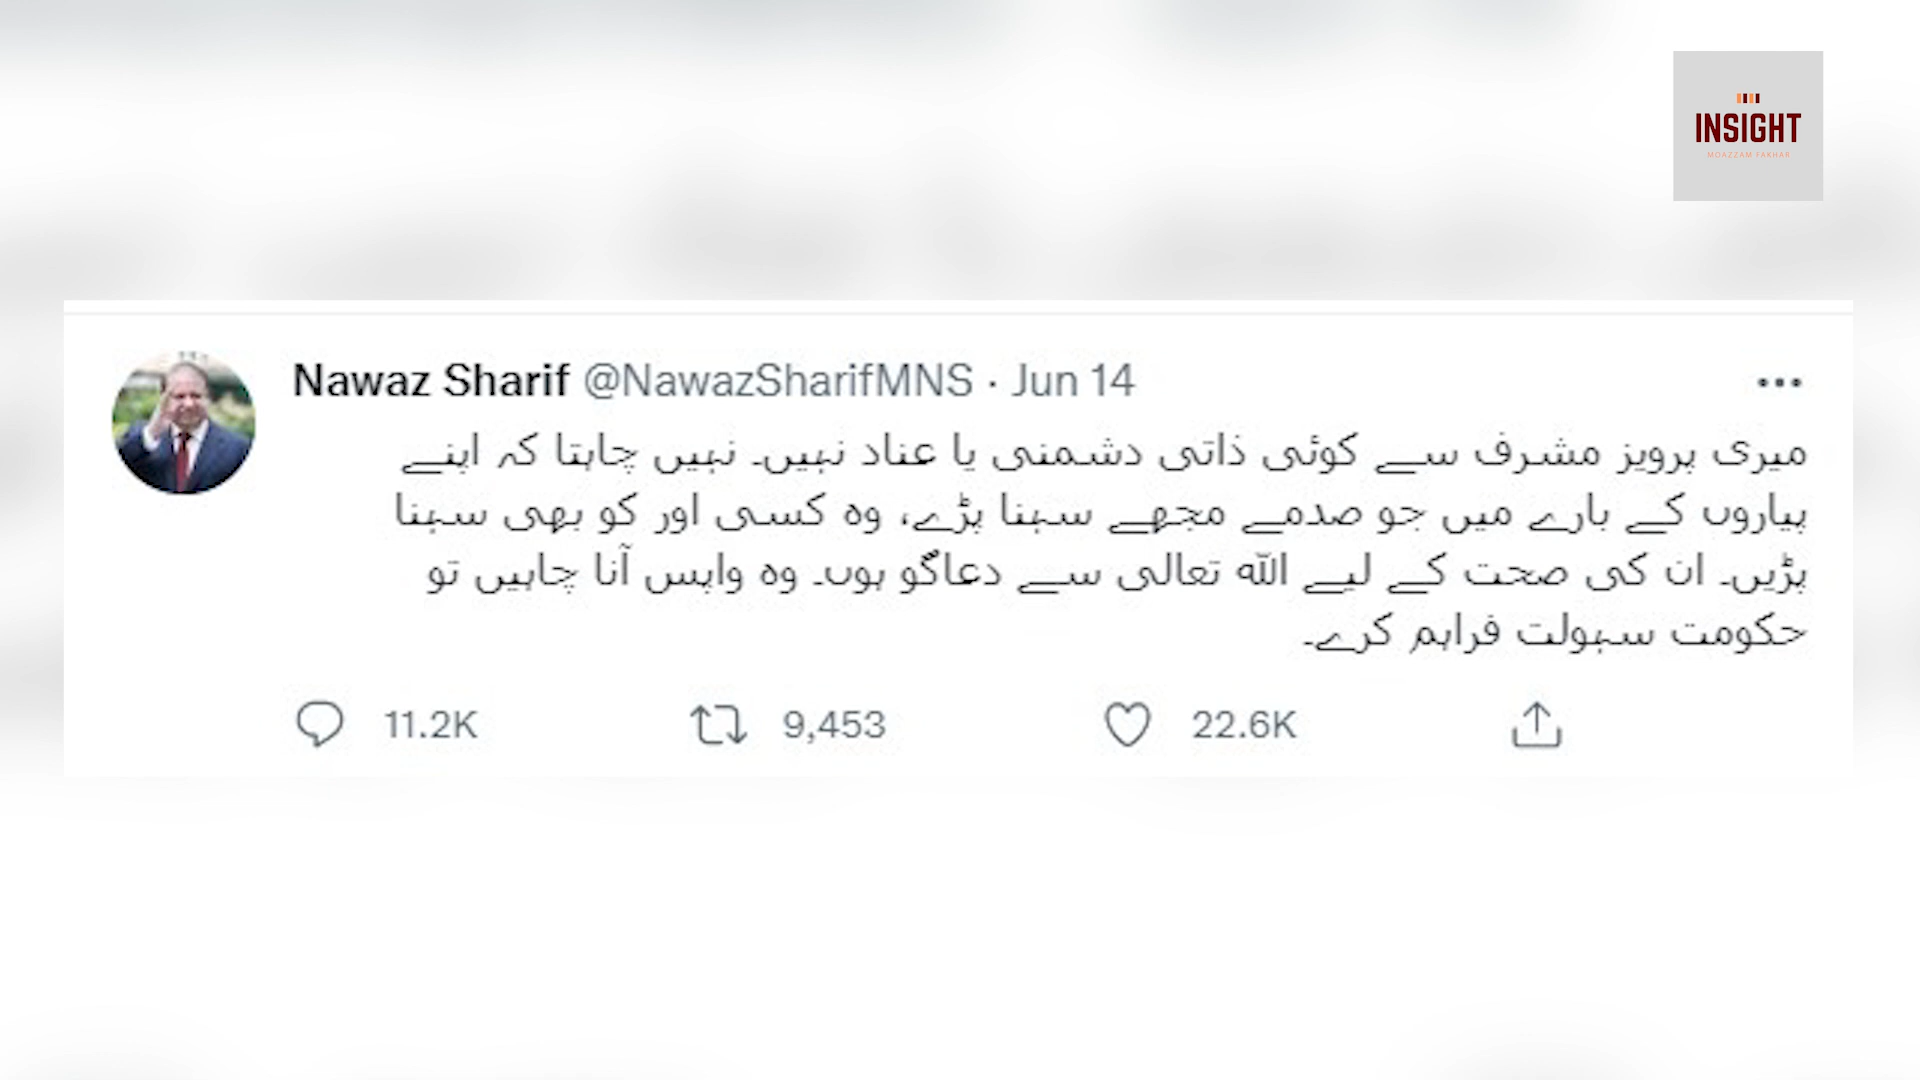 INSIGHT
MOAZZAM FAKHAR
Nawaz Sharif @NawazSharifMNS · Jun 14
میری پرویز مشرف سے کوئی ذاتی دشمنی یا عناد نہیں۔ نہیں چاہتا کہ اپنے
پیاروں کے بارے میں جو صدمے مجھے سہنا پڑے، وہ کسی اور کو بھی سہنا
پڑیں۔ ان کی صحت کے لیے اللہ تعالی سے دعاگو ہوں۔ وہ واپس آنا چاہیں تو
حکومت سہولت فراہم کرے۔
11.2K 9,453 22.6K